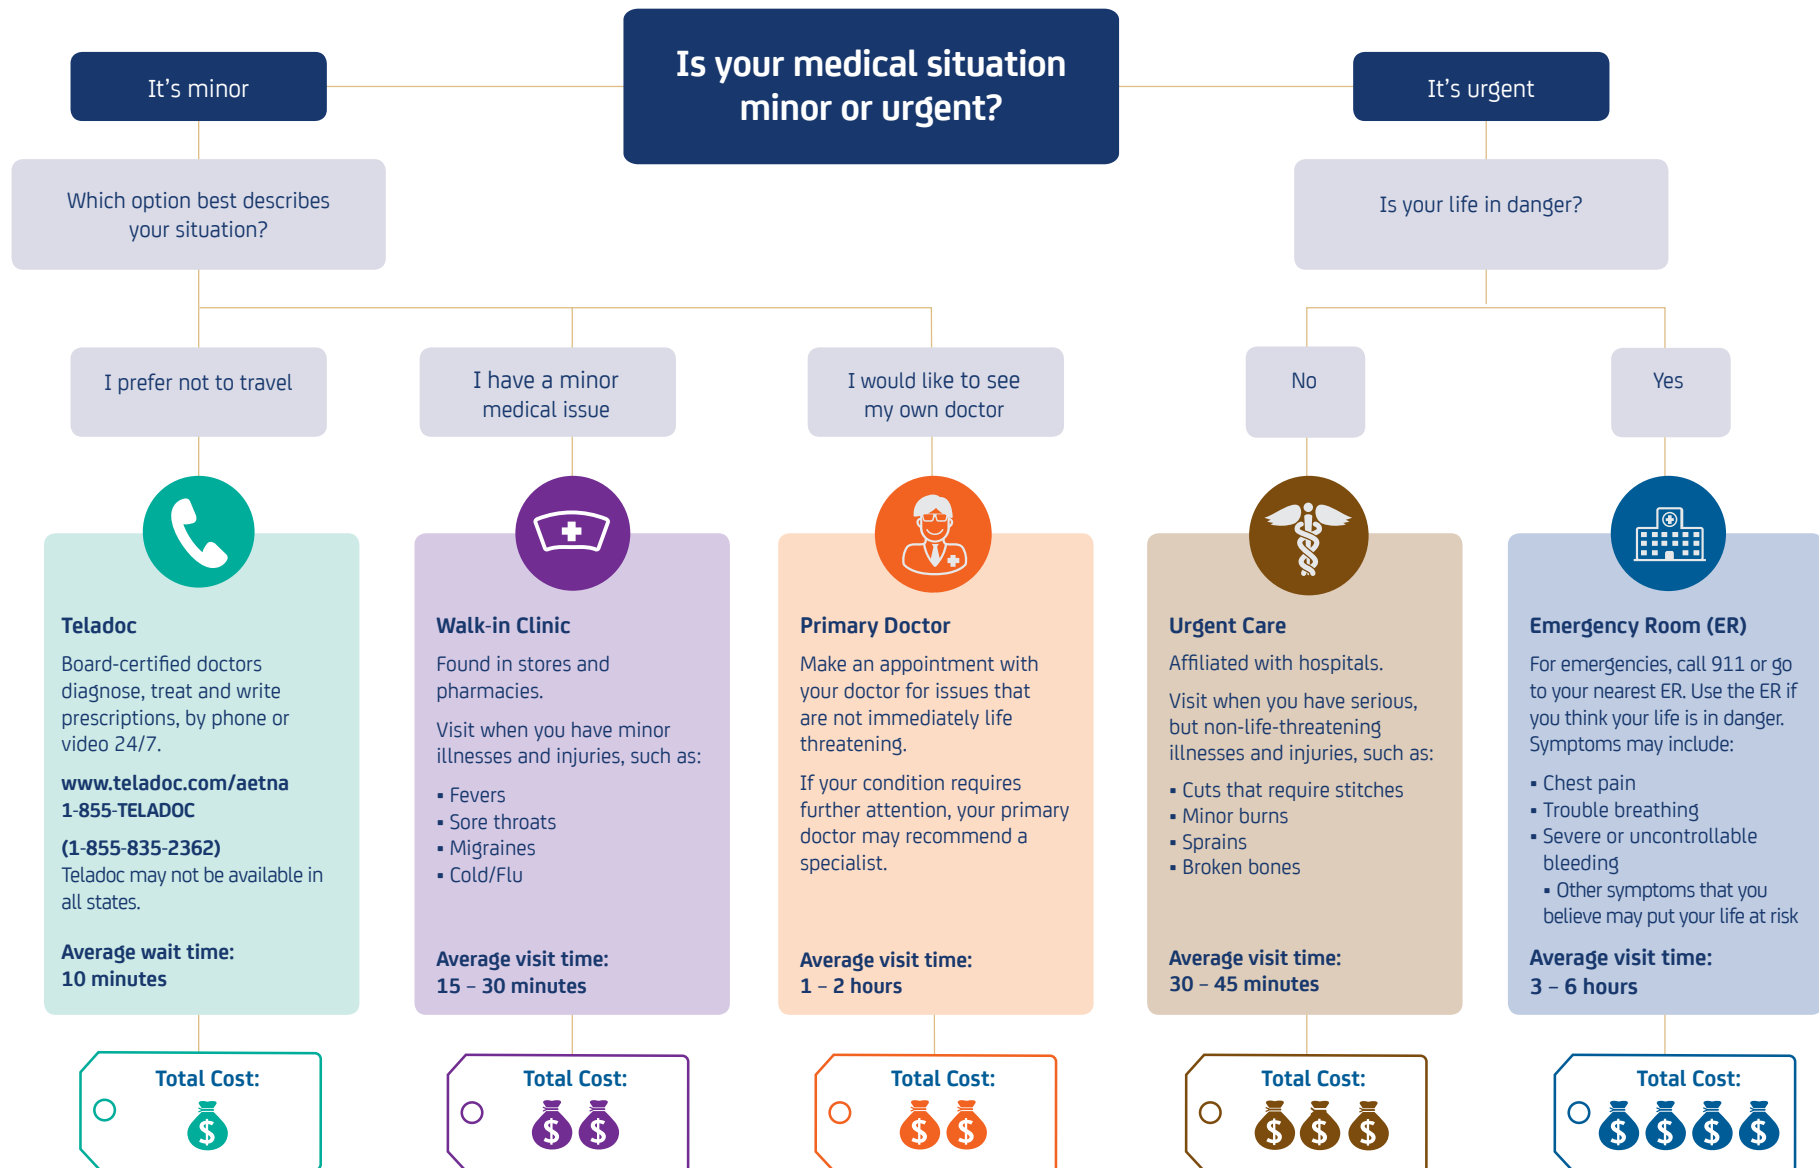 Is your medical situation
minor or urgent?
It's minor
It's urgent
Which option best describes
your situation?
Is your life in danger?
I prefer not to travel
I have a minor
medical issue
I would like to see
my own doctor
No
Yes
Teladoc
Board-certified doctors
diagnose, treat and write
prescriptions, by phone or
video 24/7.
www.teladoc.com/aetna
1-855-TELADOC
(1-855-835-2362)
Teladoc may not be available in
all states.
Average wait time:
10 minutes
Walk-in Clinic
Found in stores and
pharmacies.
Visit when you have minor
illnesses and injuries, such as:
▪ Fevers
▪ Sore throats
▪ Migraines
▪ Cold/Flu
Average visit time:
15 – 30 minutes
Primary Doctor
Make an appointment with
your doctor for issues that
are not immediately life
threatening.
If your condition requires
further attention, your primary
doctor may recommend a
specialist.
Average visit time:
1 – 2 hours
Urgent Care
Affiliated with hospitals.
Visit when you have serious,
but non-life-threatening
illnesses and injuries, such as:
▪ Cuts that require stitches
▪ Minor burns
▪ Sprains
▪ Broken bones
Average visit time:
30 – 45 minutes
Emergency Room (ER)
For emergencies, call 911 or go
to your nearest ER. Use the ER if
you think your life is in danger.
Symptoms may include:
▪ Chest pain
▪ Trouble breathing
▪ Severe or uncontrollable
bleeding
▪ Other symptoms that you
believe may put your life at risk
Average visit time:
3 – 6 hours
Total Cost:
$
Total Cost:
$ $
Total Cost:
$ $
Total Cost:
$ $ $
Total Cost:
$ $ $ $